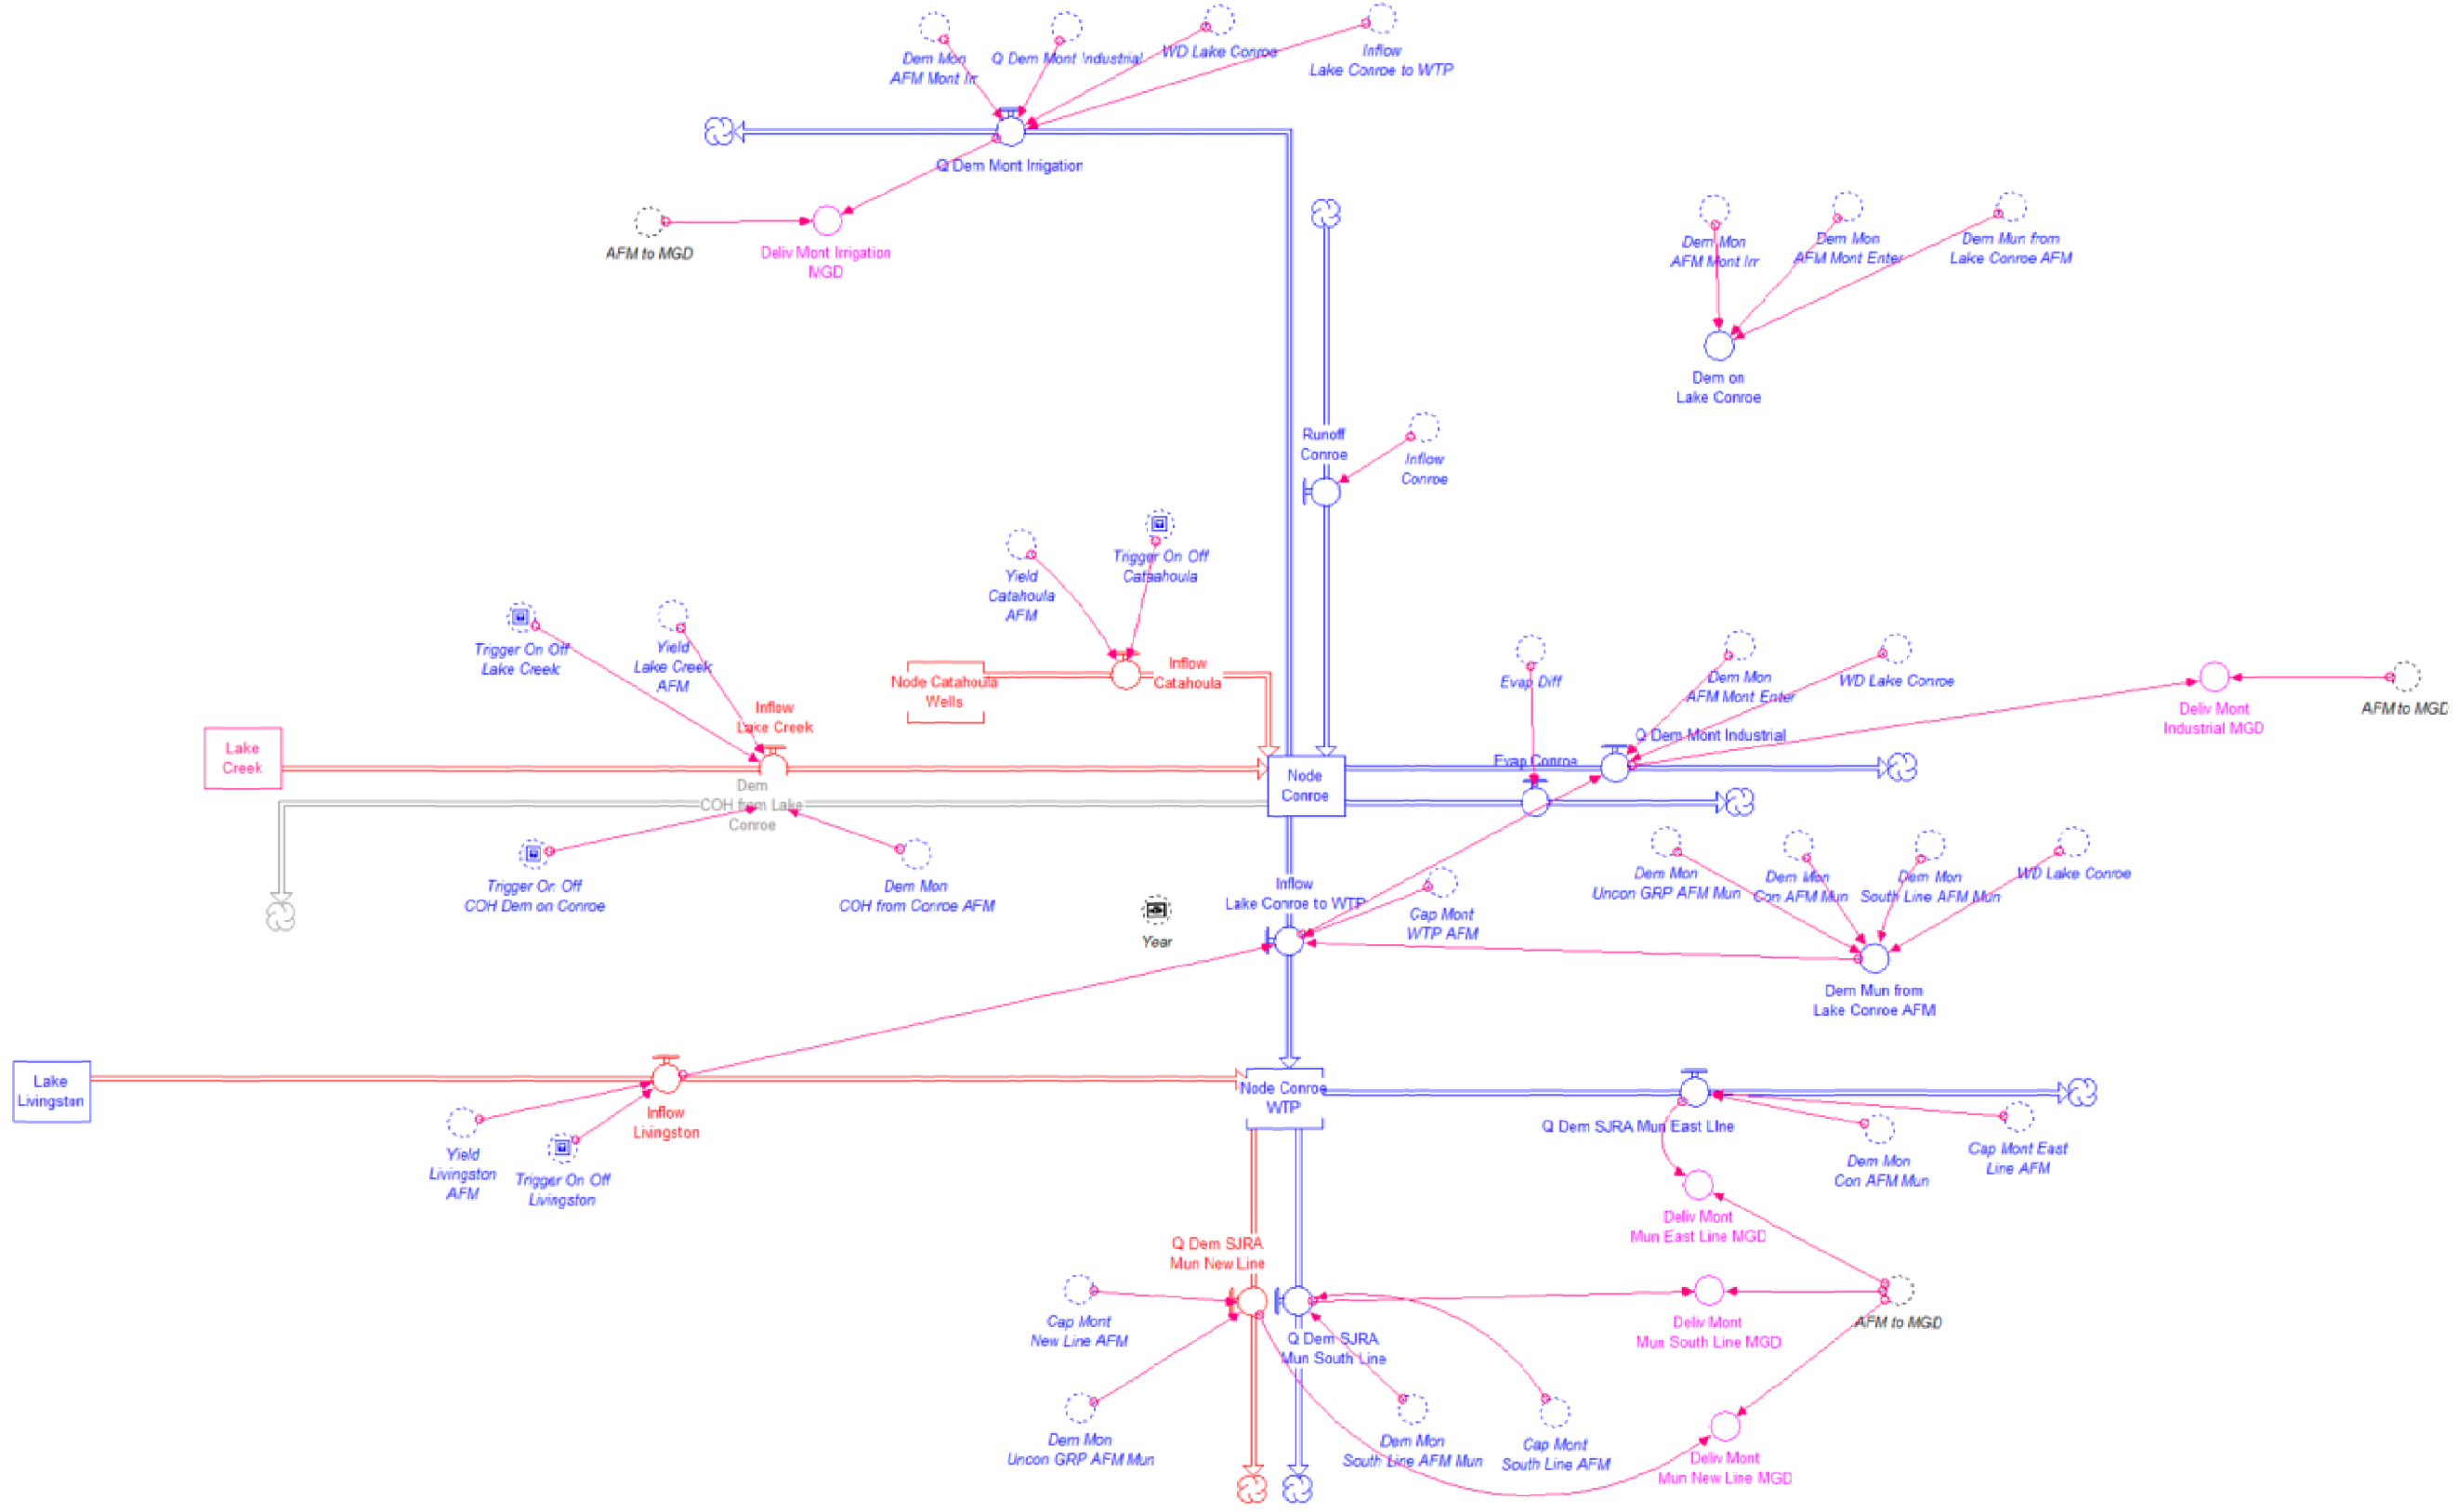 Dem Mon
AFM Mont Irr
Q Dem Mont Industrial
WD Lake Conroe
Inflow
Lake Conroe to WTP
Q Dem Mont Irrigation
AFM to MGD
Deliv Mont Irrigation
MGD
Dem Mon
AFM Mont Irr
Dem Mon
AFM Mont Enter
Dem Mun from
Lake Conroe AFM
Dem on
Lake Conroe
Runoff
Conroe
Inflow
Conroe
Yield
Catahoula
AFM
Trigger On Off
Cataahoula
Trigger On Off
Lake Creek
Yield
Lake Creek
AFM
Node Catahoula
Wells
Inflow
Catahoula
Evap Diff
Dem Mon
AFM Mont Enter
WD Lake Conroe
Deliv Mont
Industrial MGD
AFM to MGD
Inflow
Lake Creek
Lake
Creek
Q Dem Mont Industrial
Evap Conroe
Node
Conroe
Dem
COH from Lake
Conroe
Trigger On Off
COH Dem on Conroe
Dem Mon
COH from Conroe AFM
Year
Inflow
Lake Conroe to WTP
Cap Mont
WTP AFM
Dem Mon
Uncon GRP AFM Mun
Dem Mon
Con AFM Mun
Dem Mon
South Line AFM Mun
WD Lake Conroe
Dem Mun from
Lake Conroe AFM
Lake
Livingston
Inflow
Livingston
Yield
Livingston
AFM
Trigger On Off
Livingston
Node Conroe
WTP
Q Dem SJRA Mun East LIne
Dem Mon
Con AFM Mun
Cap Mont East
Line AFM
Deliv Mont
Mun East Line MGD
Q Dem SJRA
Mun New Line
Cap Mont
New Line AFM
Q Dem SJRA
Mun South Line
Deliv Mont
Mun South Line MGD
AFM to MGD
Dem Mon
Uncon GRP AFM Mun
Dem Mon
South Line AFM Mun
Cap Mont
South Line AFM
Deliv Mont
Mun New Line MGD